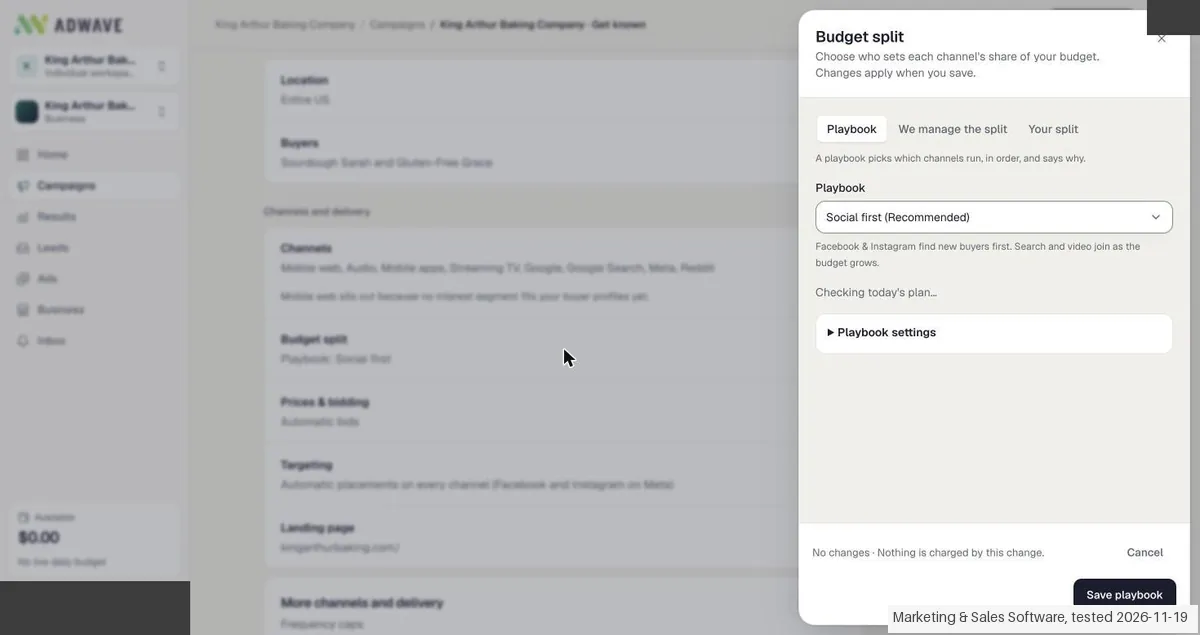 ADWAVE
King Arthur Bak...
Individual workspa...
King Arthur Bak...
Business
Home
Campaigns
Results
Leads
Ads
Business
Inbox
Available
$0.00
No live daily budget
King Arthur Baking Company / Campaigns / King Arthur Baking Company · Get known
Location
Entire US
Buyers
Sourdough Sarah and Gluten-Free Grace
Channels and delivery
Channels
Mobile web, Audio, Mobile apps, Streaming TV, Google, Google Search, Meta, Reddit
Mobile web sits out because no interest segment fits your buyer profiles yet.
Budget split
Playbook: Social first
Prices & bidding
Automatic bids
Targeting
Automatic placements on every channel (Facebook and Instagram on Meta)
Landing page
kingarthurbaking.com/
More channels and delivery
Frequency caps
Budget split
Choose who sets each channel's share of your budget.
Changes apply when you save.
Playbook We manage the split Your split
A playbook picks which channels run, in order, and says why.
Playbook
Social first (Recommended)
Facebook & Instagram find new buyers first. Search and video join as the
budget grows.
Checking today's plan...
Playbook settings
No changes · Nothing is charged by this change.
Cancel
Save playbook
Marketing & Sales Software, tested 2026-11-19